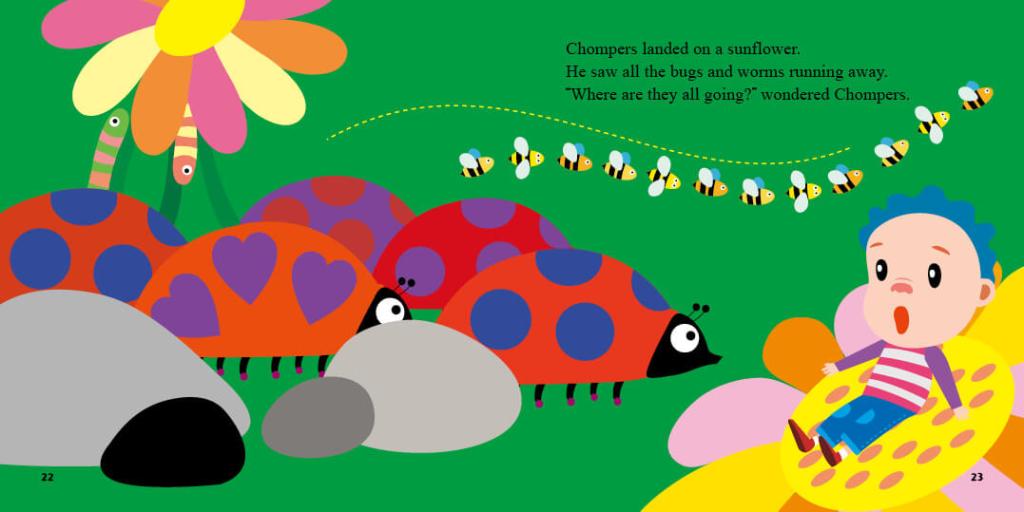 Chompers landed on a sunflower.
He saw all the bugs and worms running away.
"Where are they all going?" wondered Chompers.
22
23